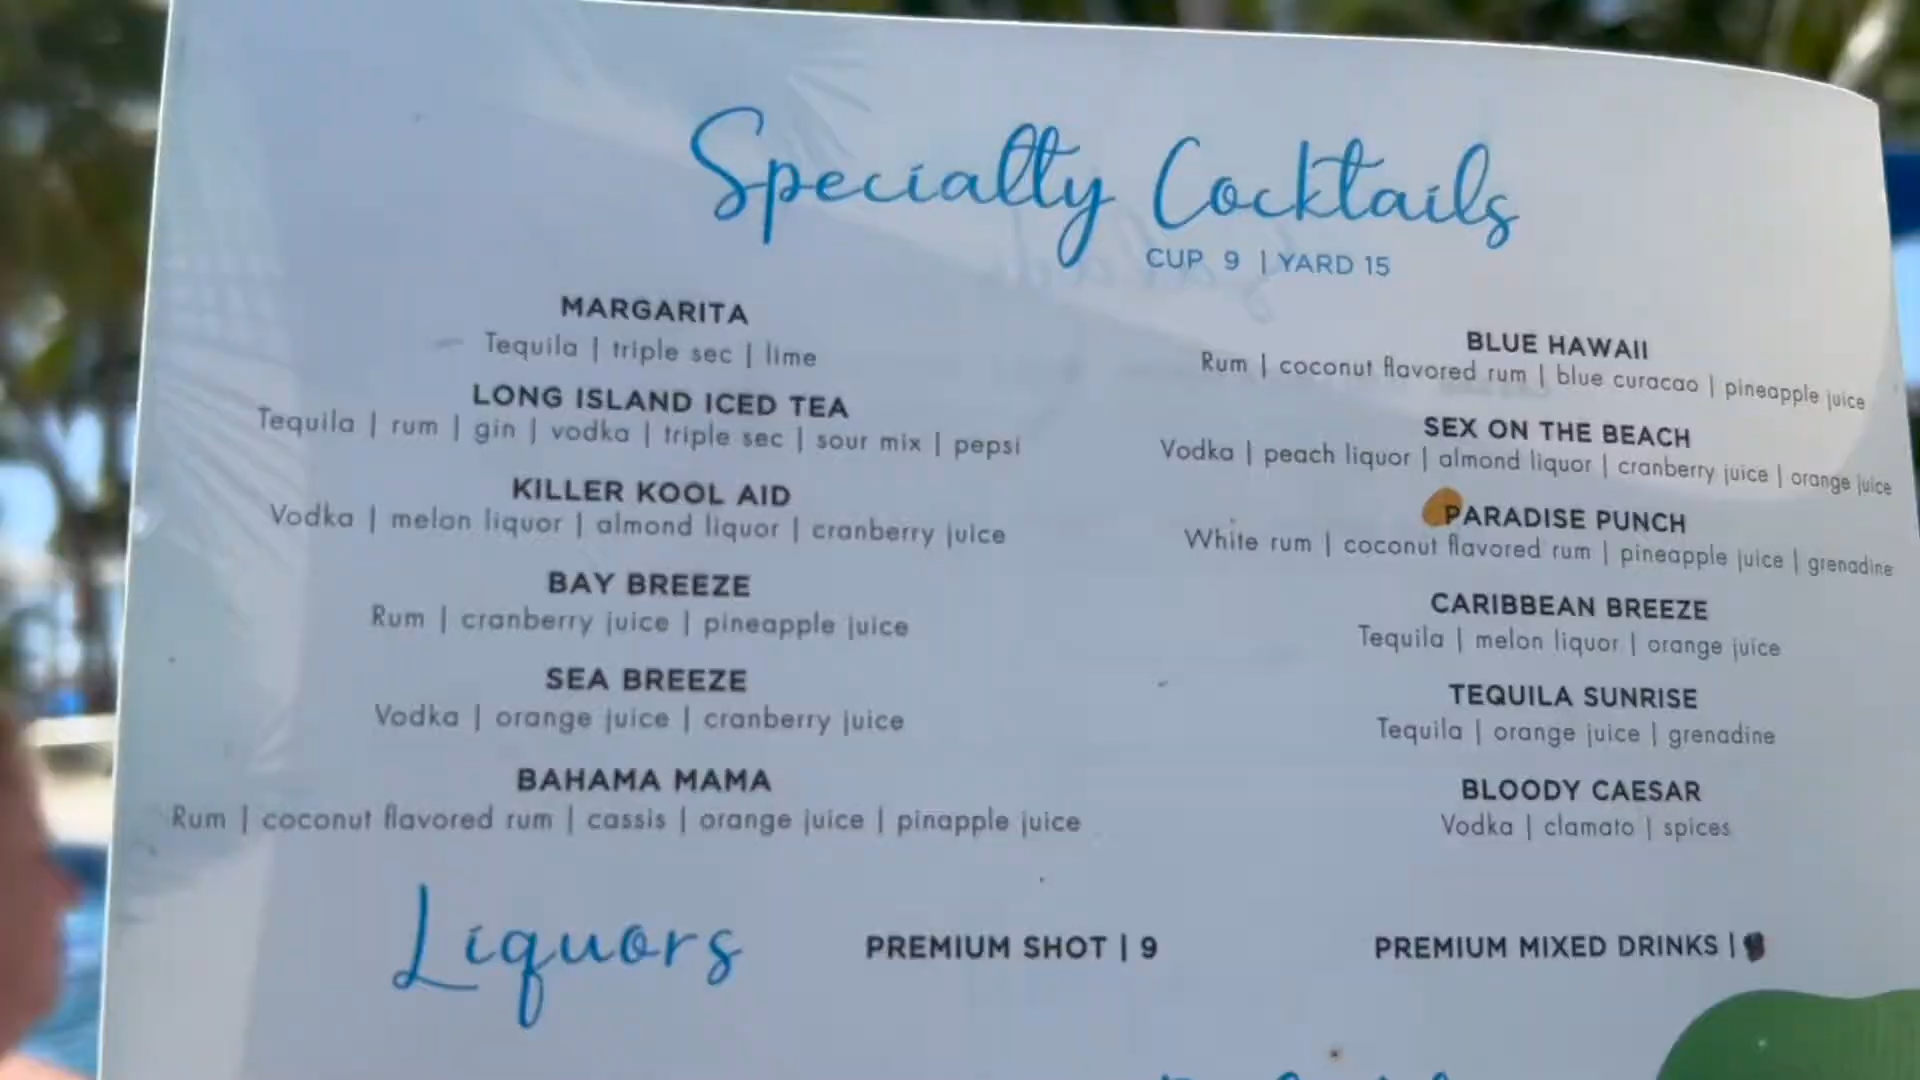 Specialty Cocktails
CUP 9 | YARD 15
MARGARITA
Tequila | triple sec | lime
LONG ISLAND ICED TEA
Tequila | rum | gin | vodka | triple sec | sour mix | pepsi
KILLER KOOL AID
Vodka | melon liquor | almond liquor | cranberry juice
BAY BREEZE
Rum | cranberry juice | pineapple juice
SEA BREEZE
Vodka | orange juice | cranberry juice
BAHAMA MAMA
Rum | coconut flavored rum | cassis | orange juice | pinapple juice
BLUE HAWAII
Rum | coconut flavored rum | blue curacao | pineapple juice
SEX ON THE BEACH
Vodka | peach liquor | almond liquor | cranberry juice | orange juice
PARADISE PUNCH
White rum | coconut flavored rum | pineapple juice | grenadine
CARIBBEAN BREEZE
Tequila | melon liquor | orange juice
TEQUILA SUNRISE
Tequila | orange juice | grenadine
BLOODY CAESAR
Vodka | clamato | spices
Liquors
PREMIUM SHOT | 9
PREMIUM MIXED DRINKS |